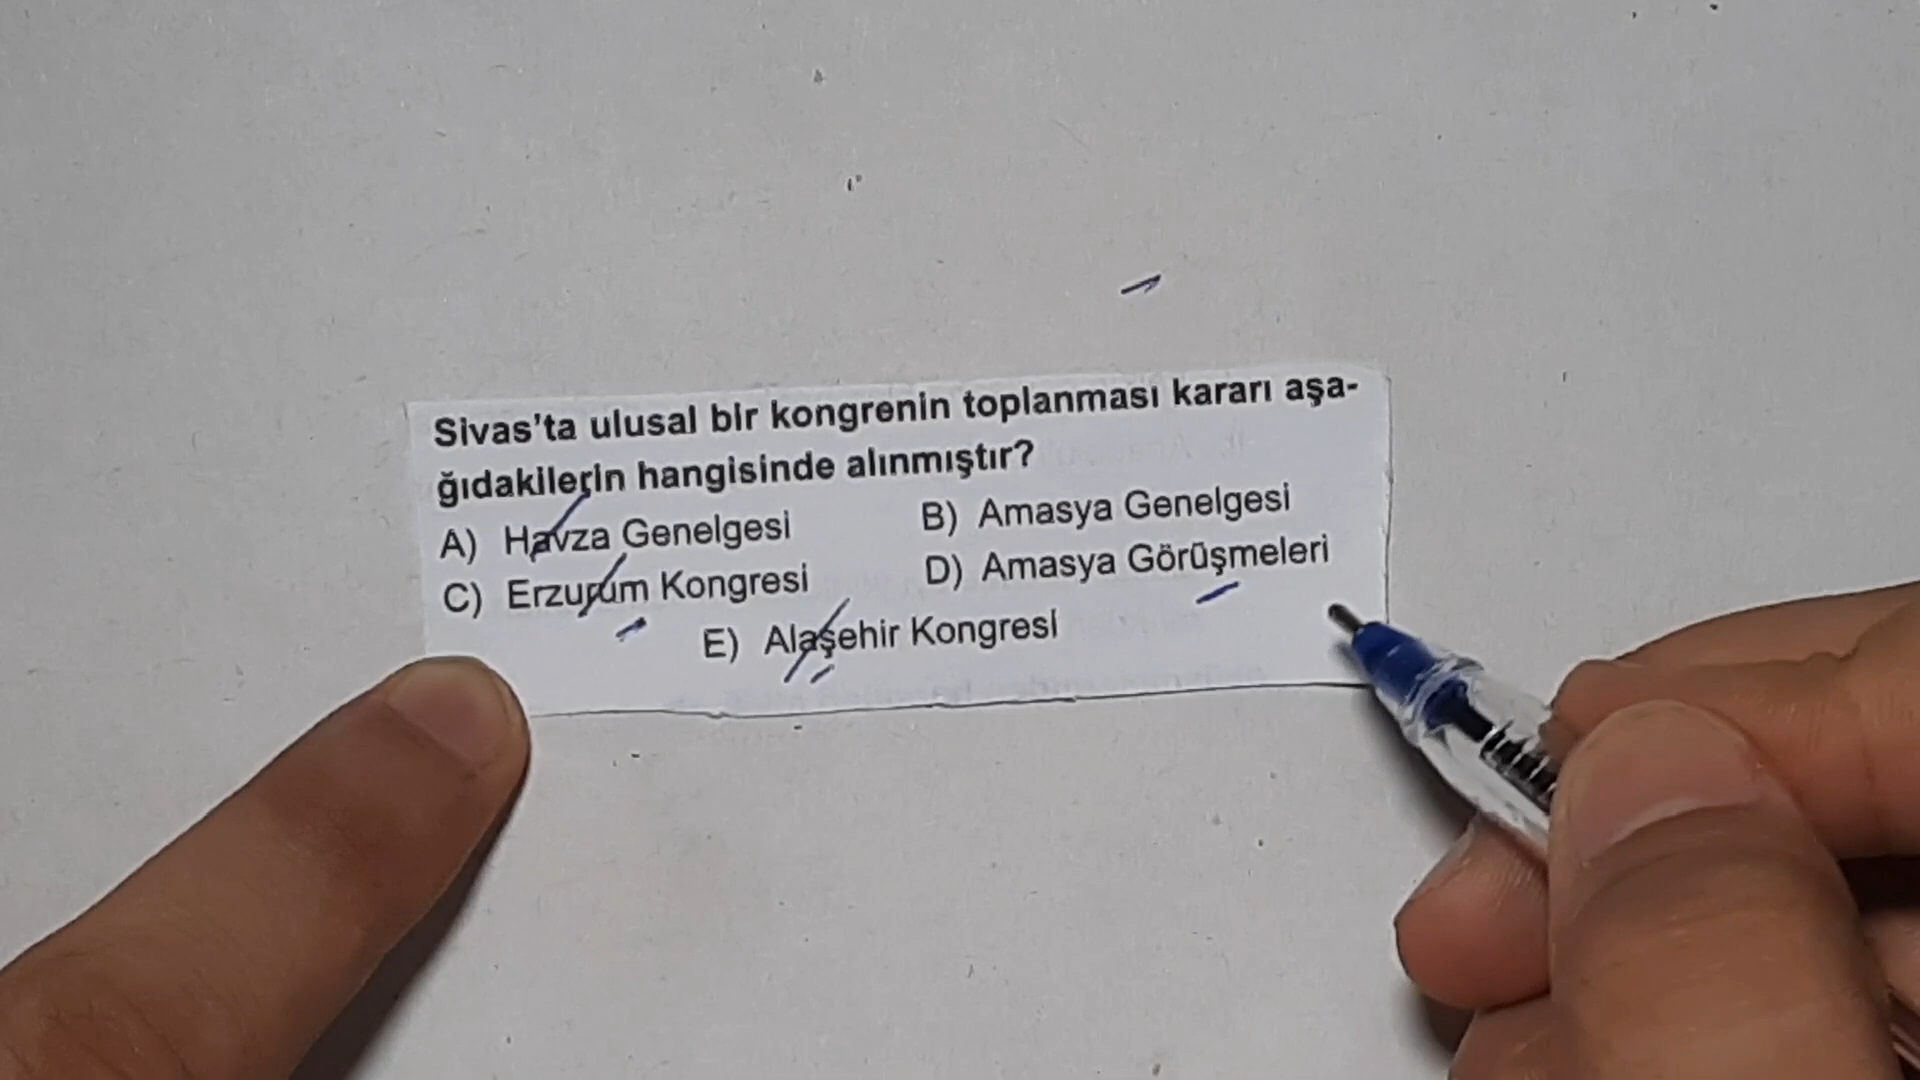 Sivas'ta ulusal bir kongrenin toplanması kararı aşa-
ğıdakilerin hangisinde alınmıştır?
A) Havza Genelgesi B) Amasya Genelgesi
C) Erzurum Kongresi D) Amasya Görüşmeleri
E) Alaşehir Kongresi